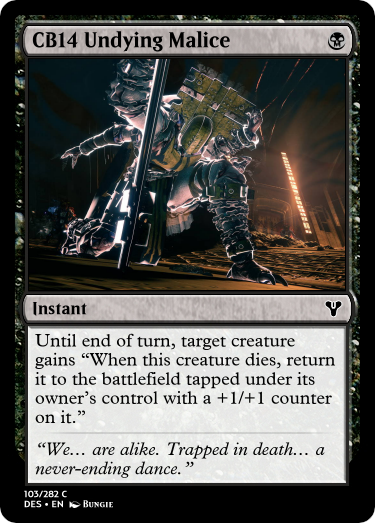 CB14 Undying Malice
Instant
Until end of turn, target creature
gains “When this creature dies, return
it to the battlefield tapped under its
owner’s control with a +1/+1 counter
on it.”
“We… are alike. Trapped in death… a
never-ending dance.”
103/282 C
DES • EN Bungie